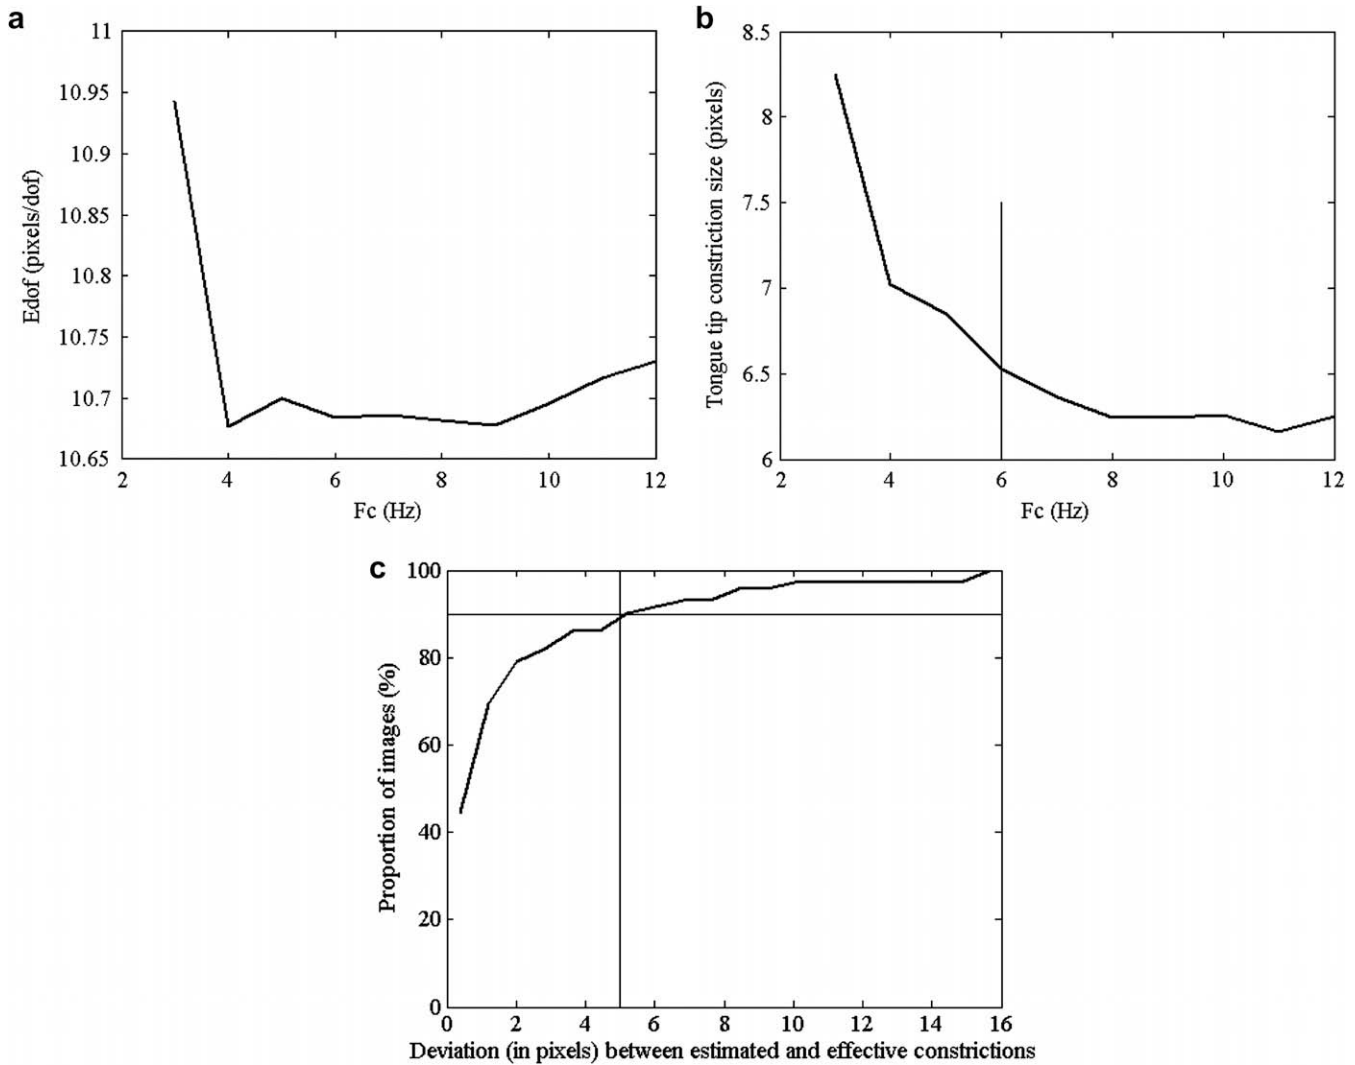 a
11
10.95
10.9
10.85
10.8
10.75
10.7
10.65
2 4 6 8 10 12
Edof (pixels/dof)
Fc (Hz)
b
8.5
8
7.5
7
6.5
6
2 4 6 8 10 12
Tongue tip constriction size (pixels)
Fc (Hz)
c
100
80
60
40
20
0
0 2 4 6 8 10 12 14 16
Proportion of images (%)
Deviation (in pixels) between estimated and effective constrictions